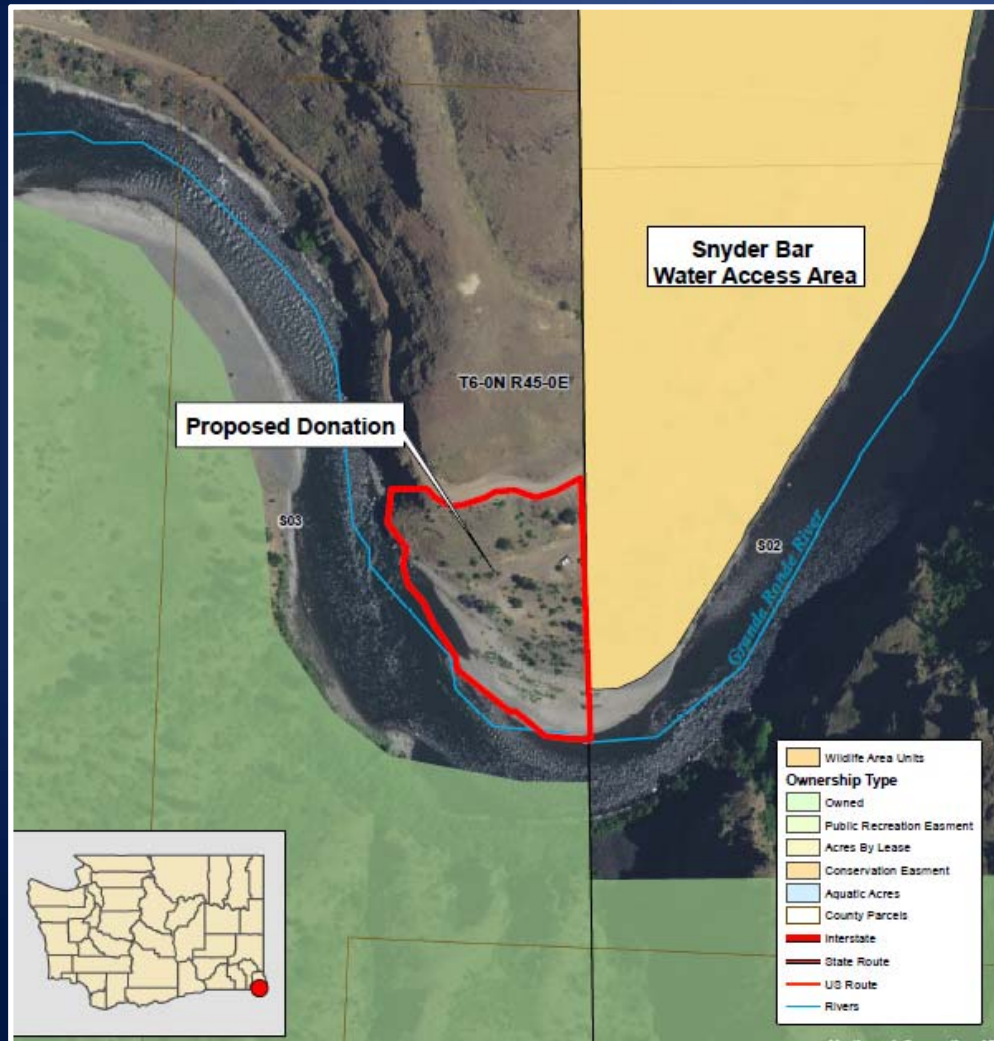 Snyder Bar
Water Access Area
T6-0N R45-0E
Proposed Donation
S03
S02
Grande Ronde River
Wildlife Area Units
Ownership Type
Owned
Public Recreation Easment
Acres By Lease
Conservation Easment
Aquatic Acres
County Parcels
Interstate
State Route
US Route
Rivers